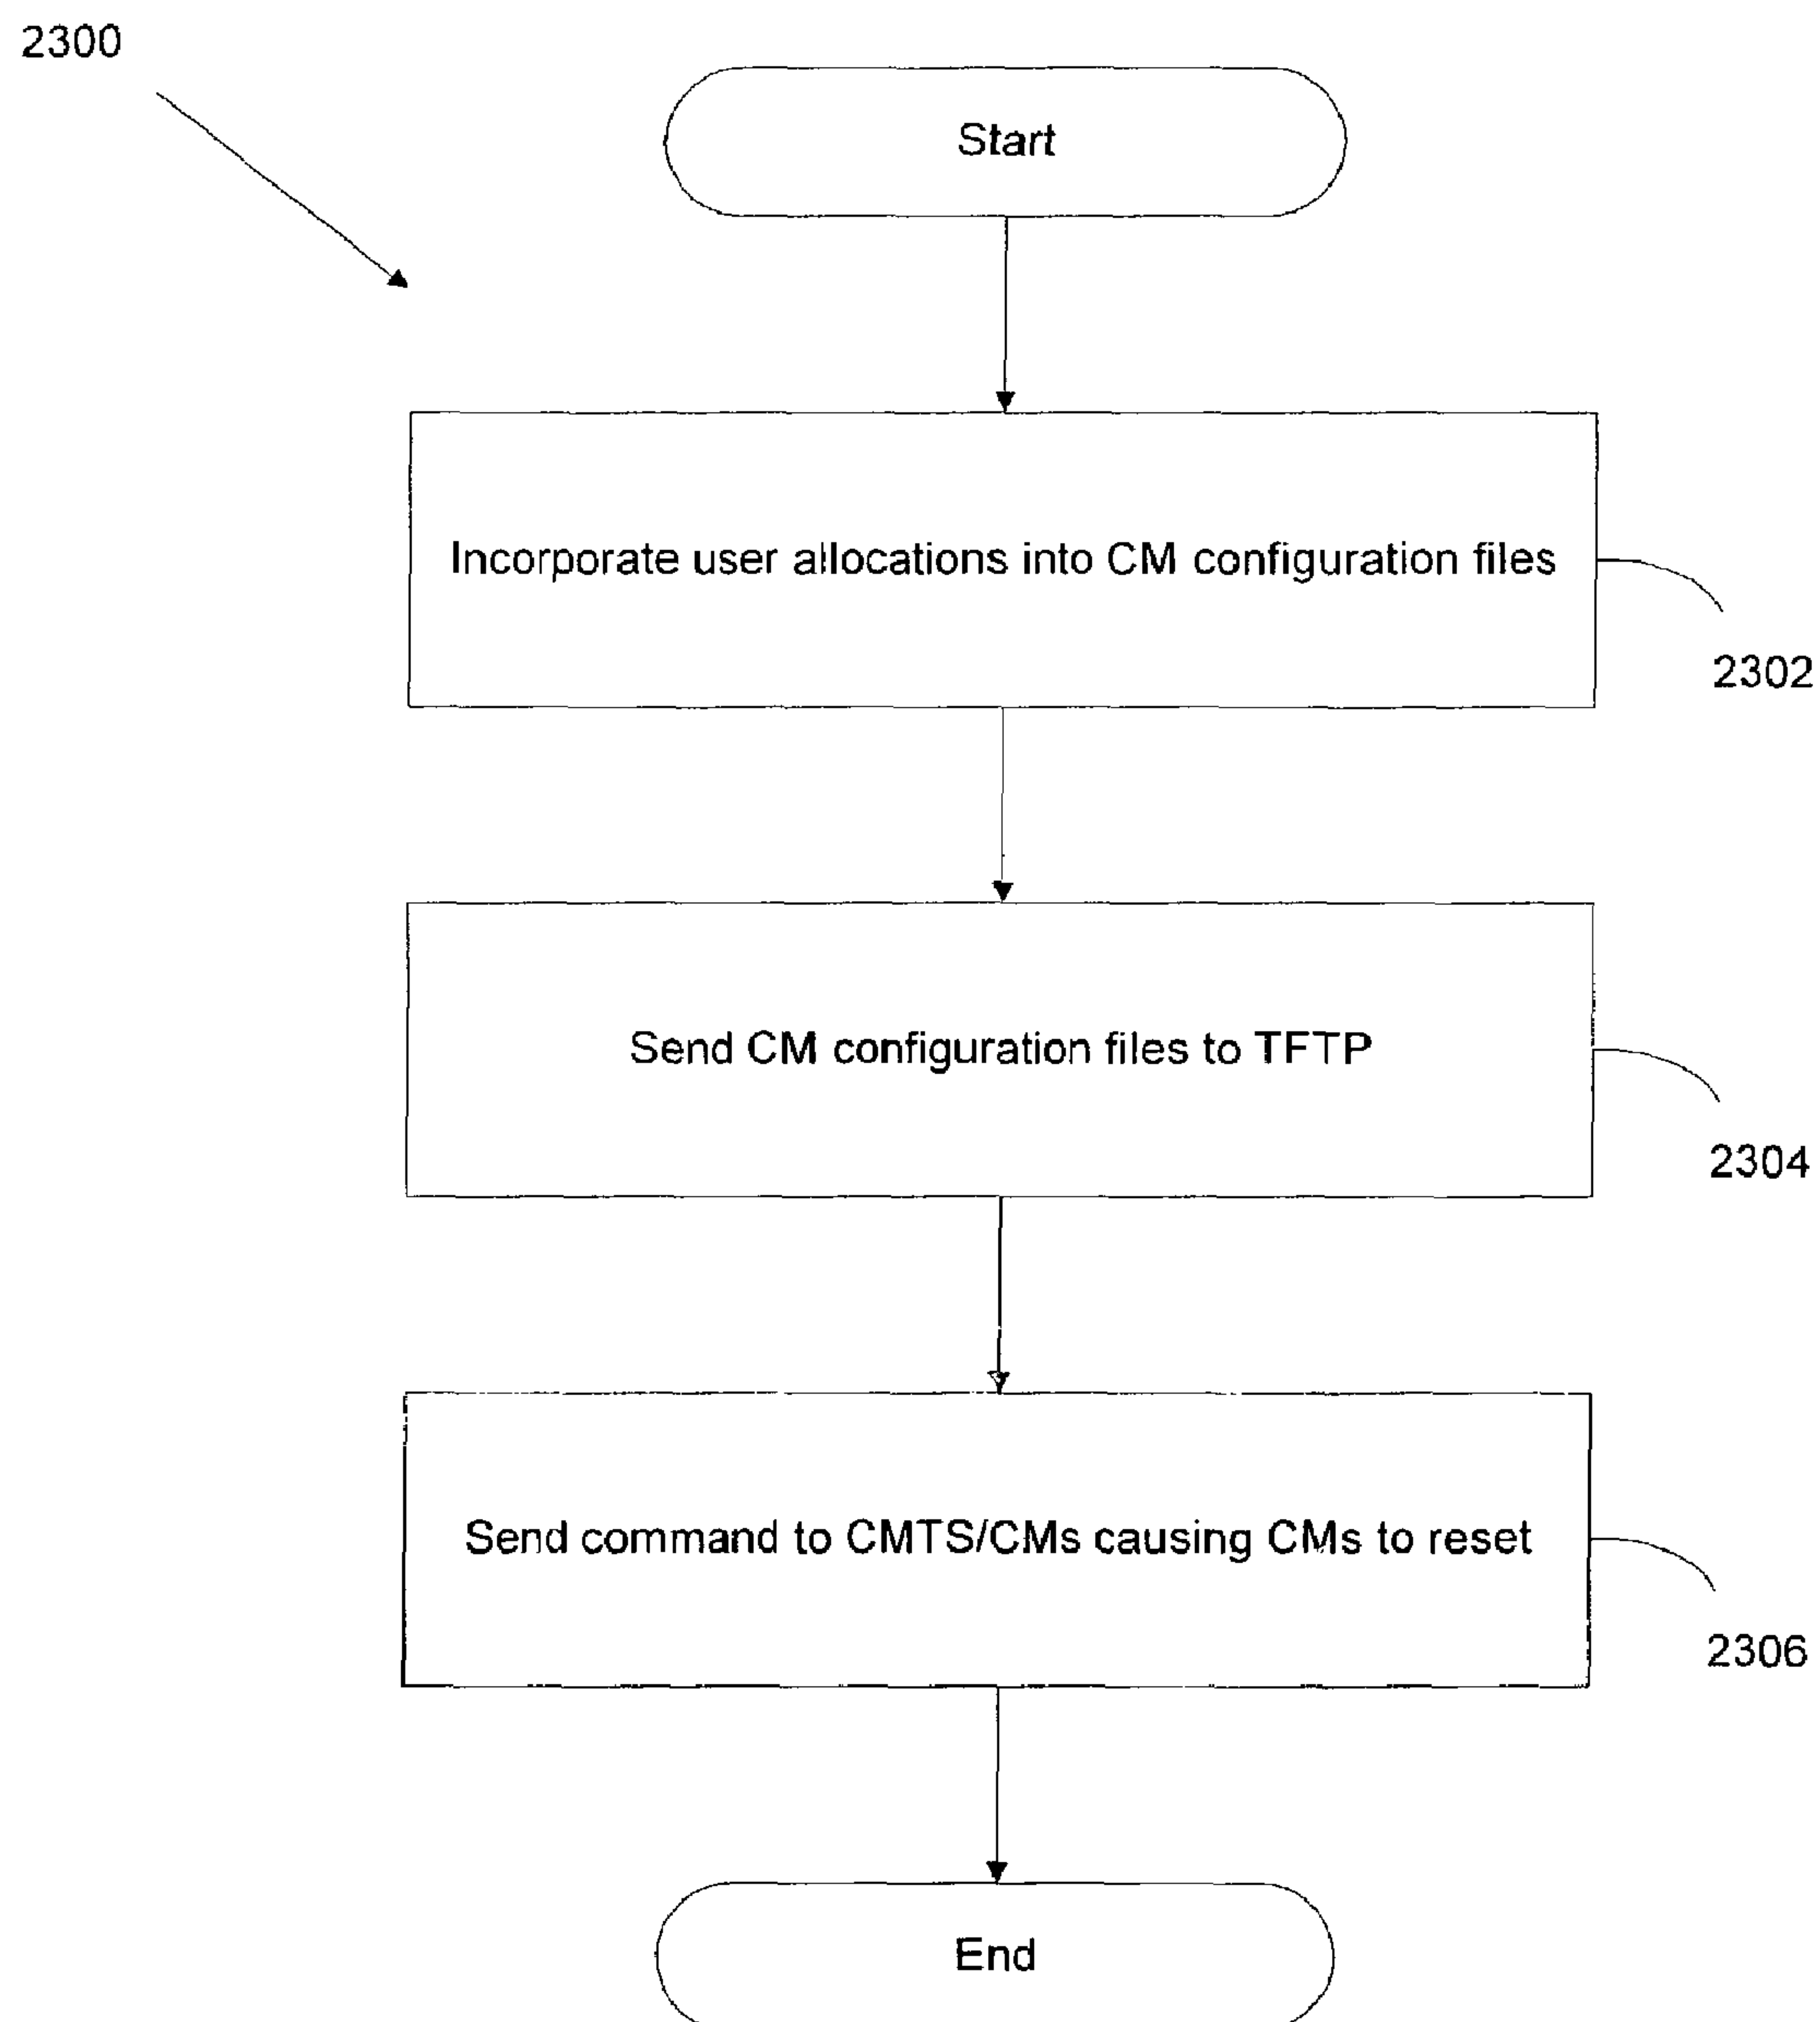 2300
Start
Incorporate user allocations into CM configuration files
2302
Send CM configuration files to TFTP
2304
Send command to CMTS/CMs causing CMs to reset
2306
End